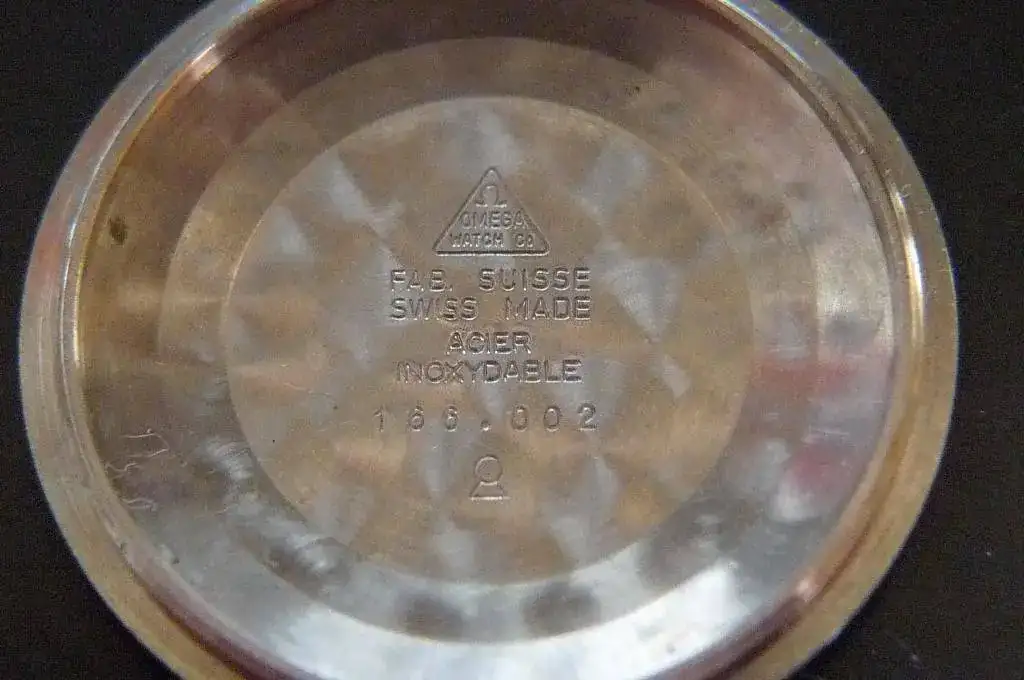 Ω
OMEGA
WATCH Co
FAB. SUISSE
SWISS MADE
ACIER
INOXYDABLE
166.002